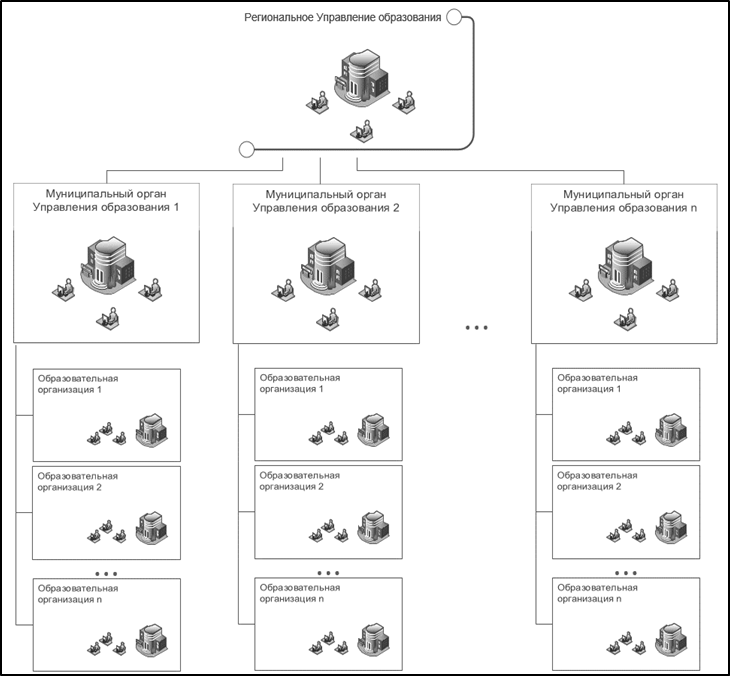 Региональное Управление образования
Муниципальный орган
Управления образования 1
Муниципальный орган
Управления образования 2
Муниципальный орган
Управления образования n
...
Образовательная
организация 1
Образовательная
организация 2
...
Образовательная
организация n
Образовательная
организация 1
Образовательная
организация 2
...
Образовательная
организация n
Образовательная
организация 1
Образовательная
организация 2
...
Образовательная
организация n